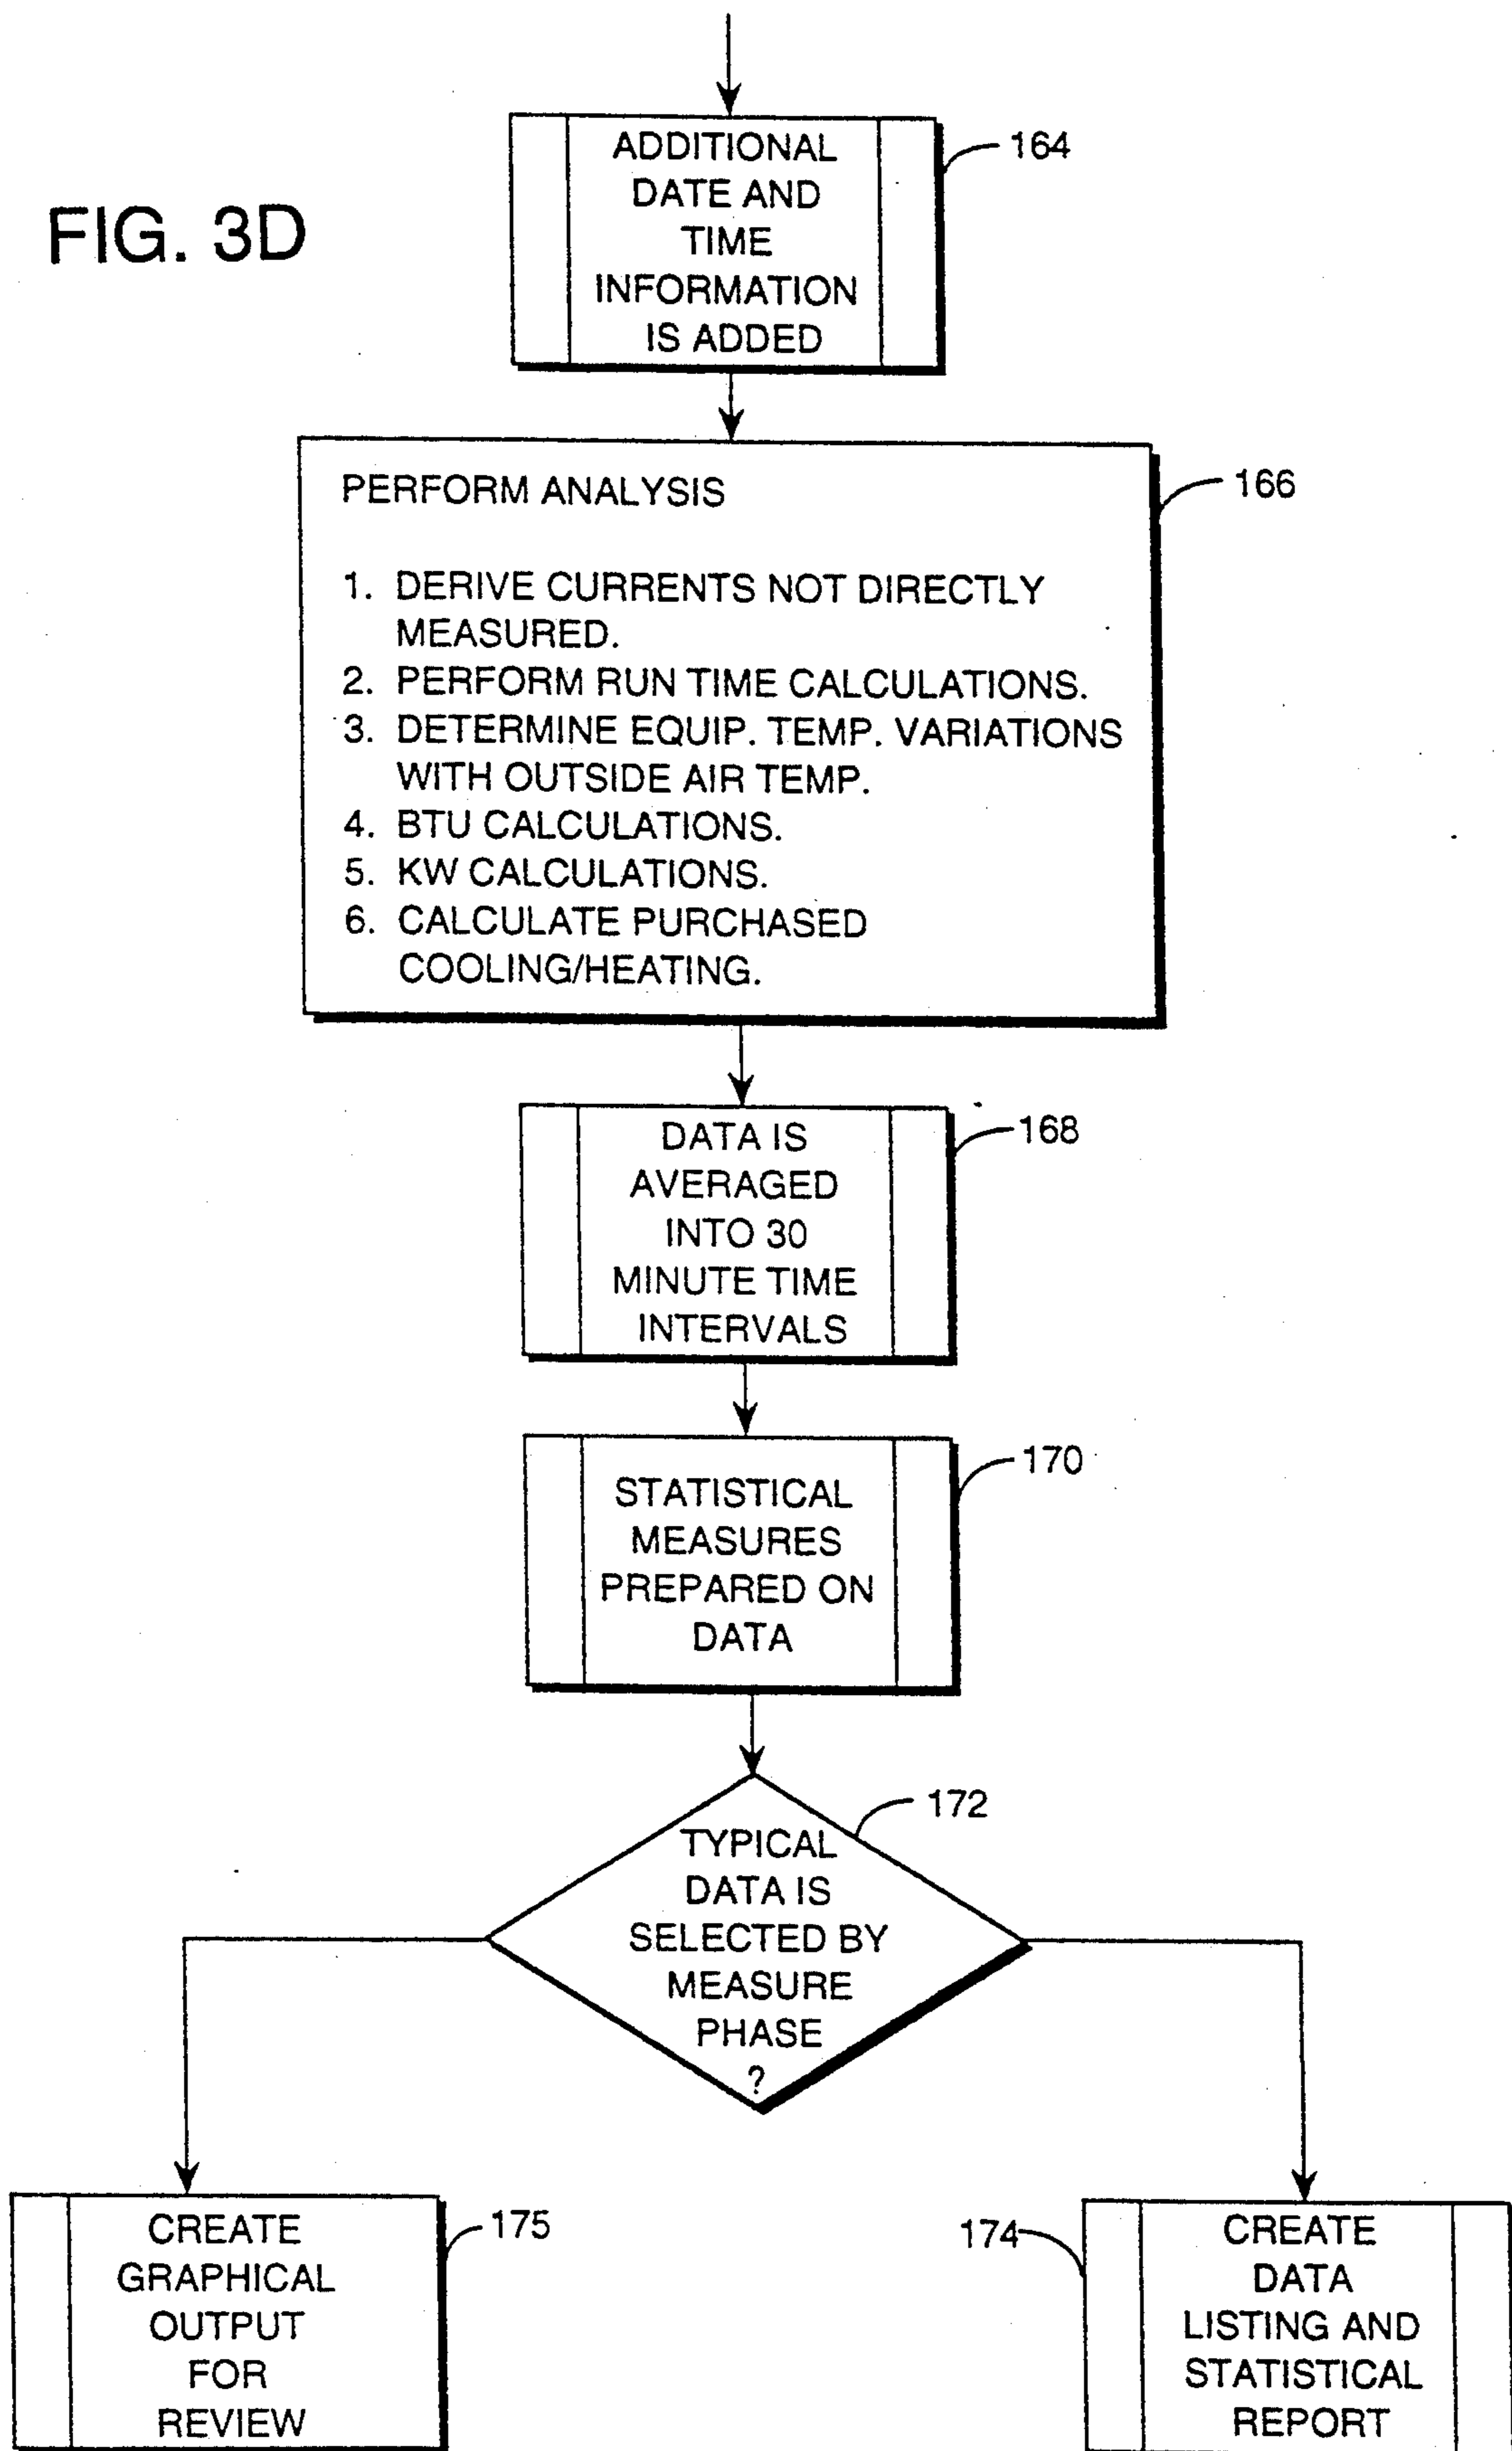 FIG. 3D
ADDITIONAL
DATE AND
TIME
INFORMATION
IS ADDED
164
PERFORM ANALYSIS
166
1. DERIVE CURRENTS NOT DIRECTLY
MEASURED.
2. PERFORM RUN TIME CALCULATIONS.
3. DETERMINE EQUIP. TEMP. VARIATIONS
WITH OUTSIDE AIR TEMP.
4. BTU CALCULATIONS.
5. KW CALCULATIONS.
6. CALCULATE PURCHASED
COOLING/HEATING.
DATA IS
AVERAGED
INTO 30
MINUTE TIME
INTERVALS
168
STATISTICAL
MEASURES
PREPARED ON
DATA
170
TYPICAL
DATA IS
SELECTED BY
MEASURE
PHASE
?
172
CREATE
GRAPHICAL
OUTPUT
FOR
REVIEW
175
174
CREATE
DATA
LISTING AND
STATISTICAL
REPORT